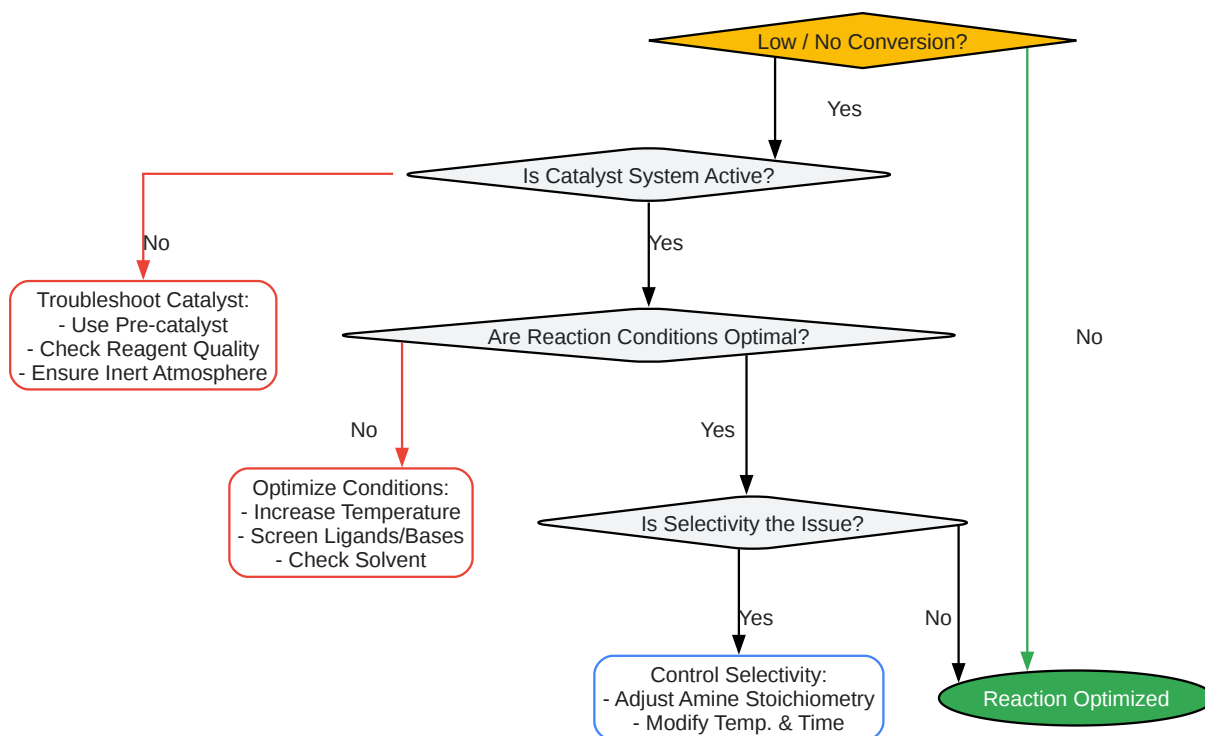 Low / No Conversion?
Yes
Is Catalyst System Active?
No
Yes
Troubleshoot Catalyst:
- Use Pre-catalyst
- Check Reagent Quality
- Ensure Inert Atmosphere
Are Reaction Conditions Optimal?
No
No
Yes
Optimize Conditions:
- Increase Temperature
- Screen Ligands/Bases
- Check Solvent
Is Selectivity the Issue?
Yes
No
Control Selectivity:
- Adjust Amine Stoichiometry
- Modify Temp. & Time
Reaction Optimized